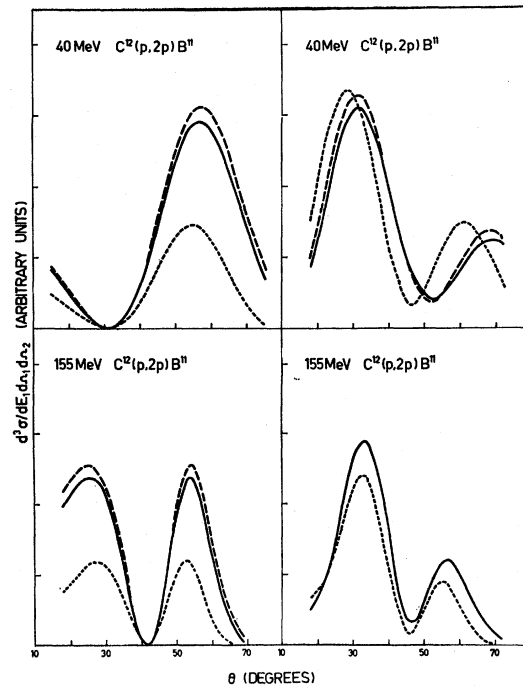 40 MeV C¹²(p,2p)B¹¹
40 MeV C¹²(p,2p)B¹¹
155 MeV C¹²(p,2p)B¹¹
155 MeV C¹²(p,2p)B¹¹
d³σ/dE₁dΩ₁dΩ₂ (ARBITRARY UNITS)
10 30 50 70 10 30 50 70
θ (DEGREES)